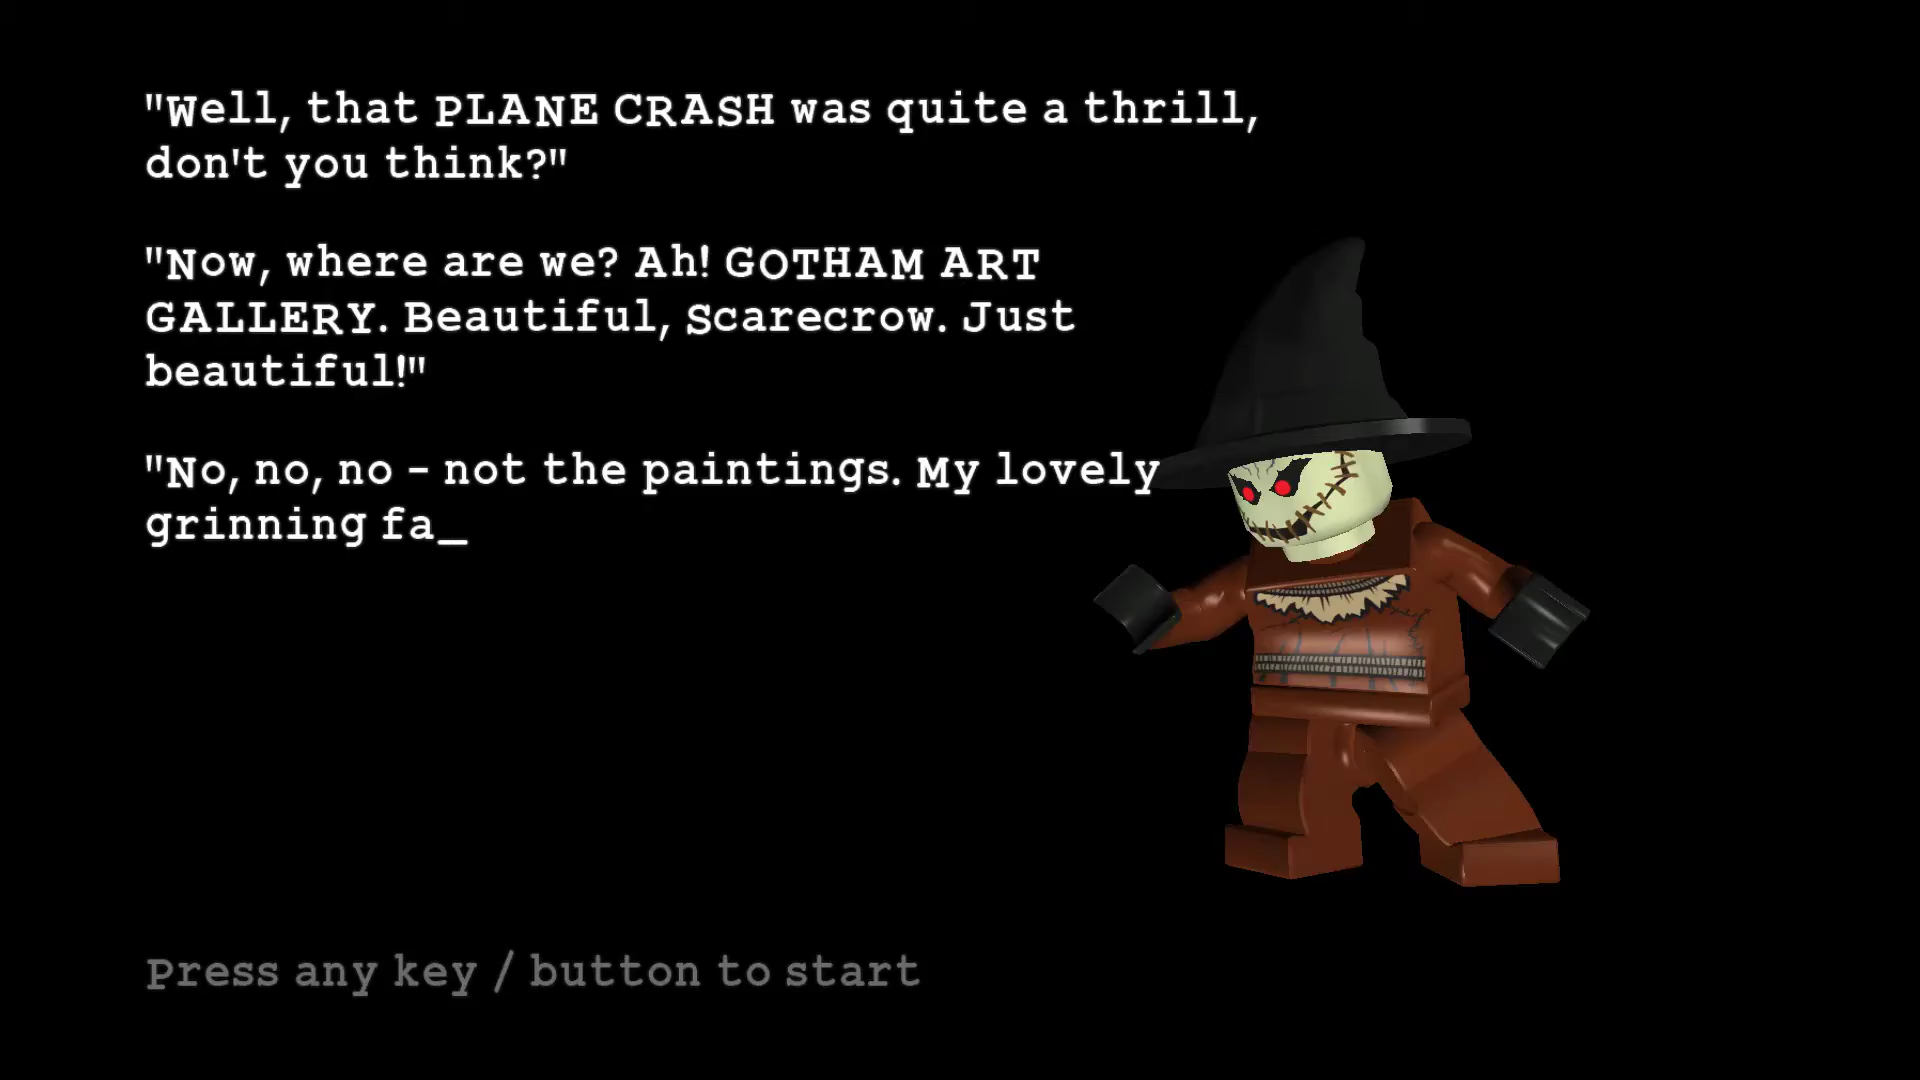 "Well, that PLANE CRASH was quite a thrill,
don't you think?"
"Now, where are we? Ah! GOTHAM ART
GALLERY. Beautiful, Scarecrow. Just
beautiful!"
"No, no, no - not the paintings. My lovely
grinning fa_
Press any key / button to start